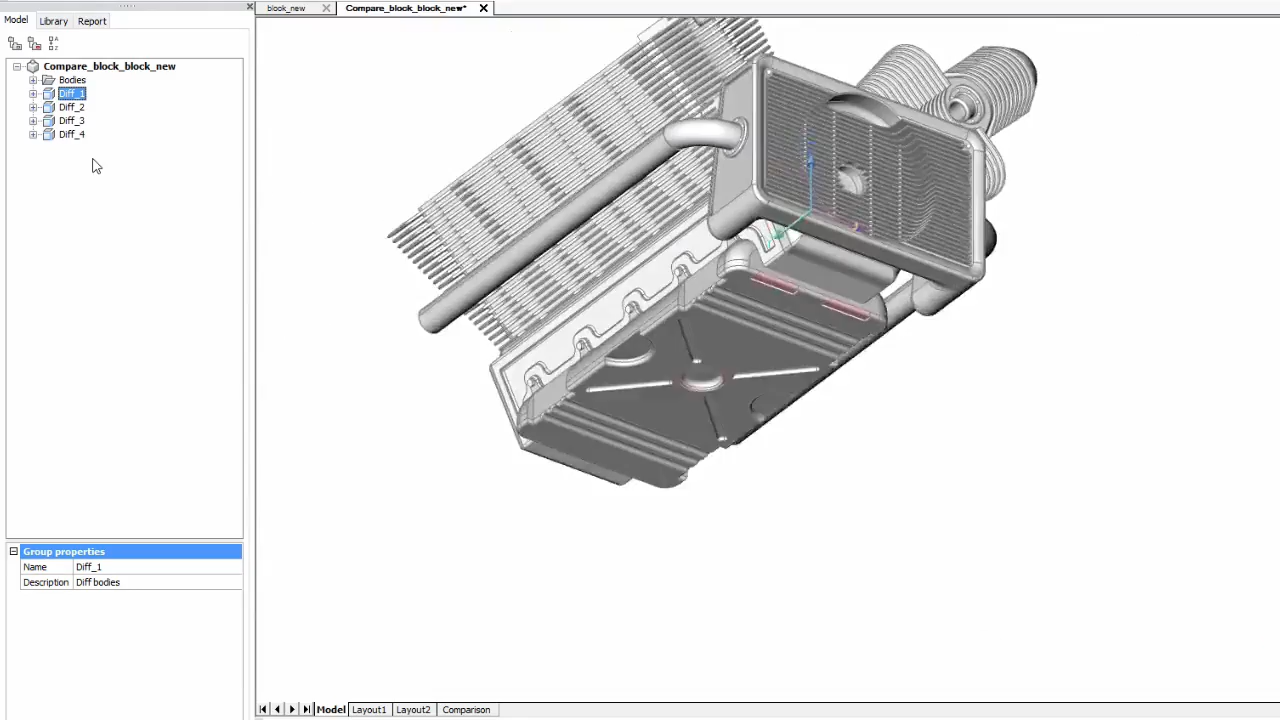 block_new
Compare_block_block_new*
Model
Library
Report
Compare_block_block_new
Bodies
Diff_1
Diff_2
Diff_3
Diff_4
Group properties
Name Diff_1
Description Diff bodies
Model
Layout1
Layout2
Comparison